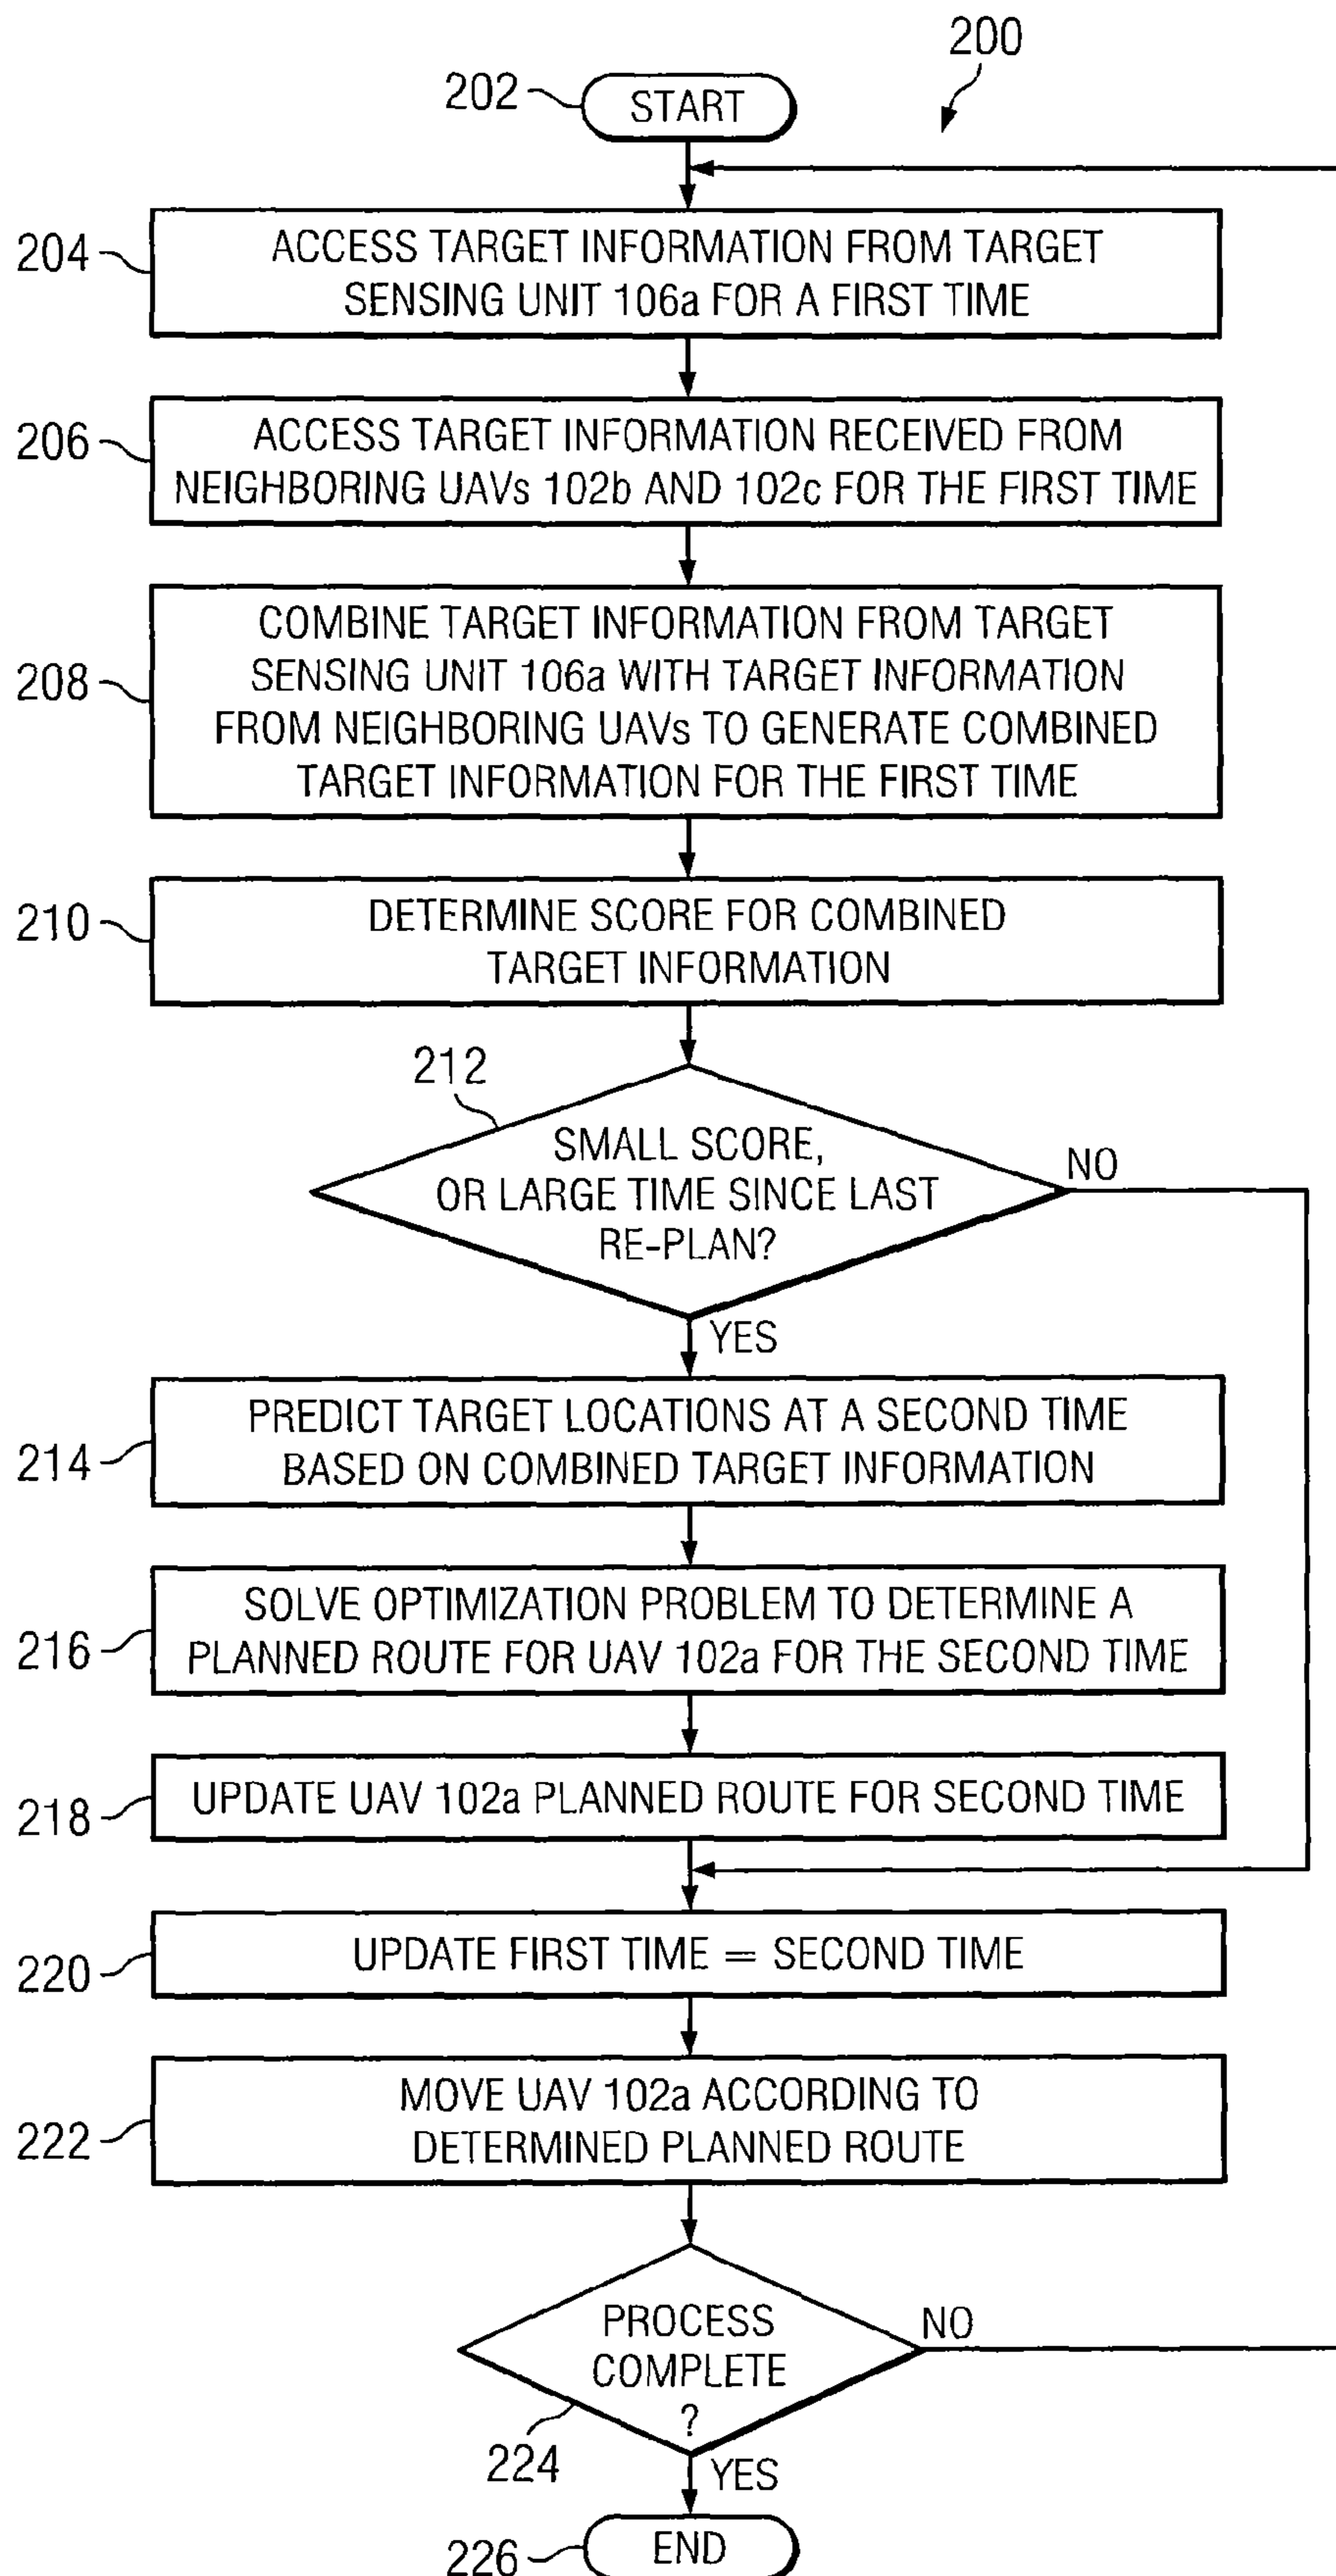 200
202
START
204
ACCESS TARGET INFORMATION FROM TARGET
SENSING UNIT 106a FOR A FIRST TIME
206
ACCESS TARGET INFORMATION RECEIVED FROM
NEIGHBORING UAVs 102b AND 102c FOR THE FIRST TIME
208
COMBINE TARGET INFORMATION FROM TARGET
SENSING UNIT 106a WITH TARGET INFORMATION
FROM NEIGHBORING UAVs TO GENERATE COMBINED
TARGET INFORMATION FOR THE FIRST TIME
210
DETERMINE SCORE FOR COMBINED
TARGET INFORMATION
212
SMALL SCORE,
OR LARGE TIME SINCE LAST
RE-PLAN?
NO
YES
214
PREDICT TARGET LOCATIONS AT A SECOND TIME
BASED ON COMBINED TARGET INFORMATION
216
SOLVE OPTIMIZATION PROBLEM TO DETERMINE A
PLANNED ROUTE FOR UAV 102a FOR THE SECOND TIME
218
UPDATE UAV 102a PLANNED ROUTE FOR SECOND TIME
220
UPDATE FIRST TIME = SECOND TIME
222
MOVE UAV 102a ACCORDING TO
DETERMINED PLANNED ROUTE
PROCESS
COMPLETE
?
NO
224
YES
226
END